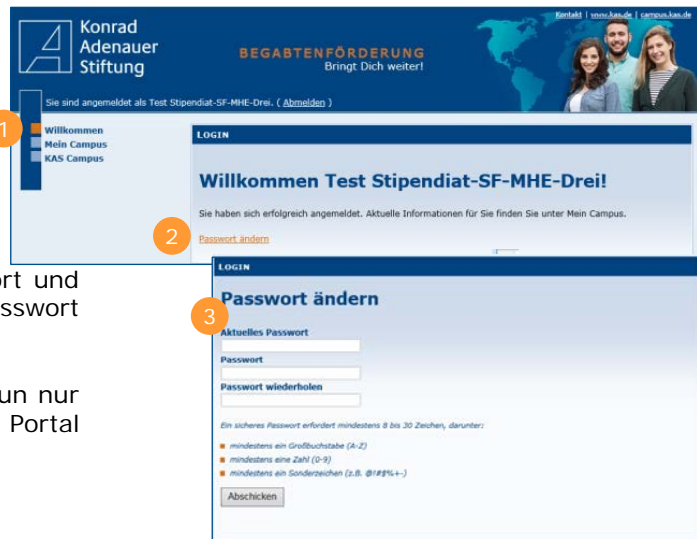 Kontakt | www.kas.de | campus.kas.de
Konrad
Adenauer
Stiftung
BEGABTENFÖRDERUNG
Bringt Dich weiter!
Sie sind angemeldet als Test Stipendiat-SF-MHE-Drei. ( Abmelden )
1
Willkommen
Mein Campus
KAS Campus
LOGIN
Willkommen Test Stipendiat-SF-MHE-Drei!
Sie haben sich erfolgreich angemeldet. Aktuelle Informationen für Sie finden Sie unter Mein Campus.
2
Passwort ändern
rt und
sswort
un nur
Portal
LOGIN
Passwort ändern
3
Aktuelles Passwort
Passwort
Passwort wiederholen
Ein sicheres Passwort erfordert mindestens 8 bis 30 Zeichen, darunter:
mindestens ein Großbuchstabe (A-Z)
mindestens eine Zahl (0-9)
mindestens ein Sonderzeichen (z.B. @!#$%+-)
Abschicken